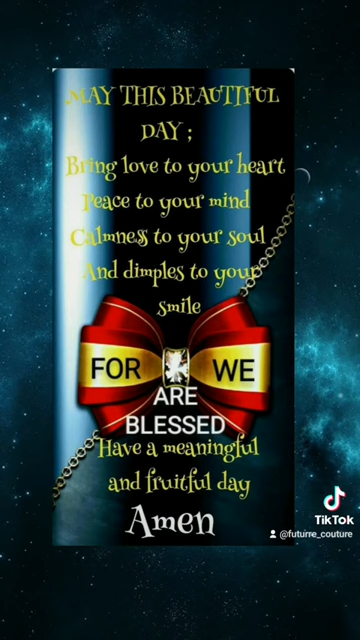 MAY THIS BEAUTIFUL
DAY ;
Bring love to your heart
Peace to your mind
Calmness to your soul
And dimples to your
smile
FOR WE
ARE
BLESSED
Have a meaningful
and fruitful day
Amen
TikTok
@futurre_couture